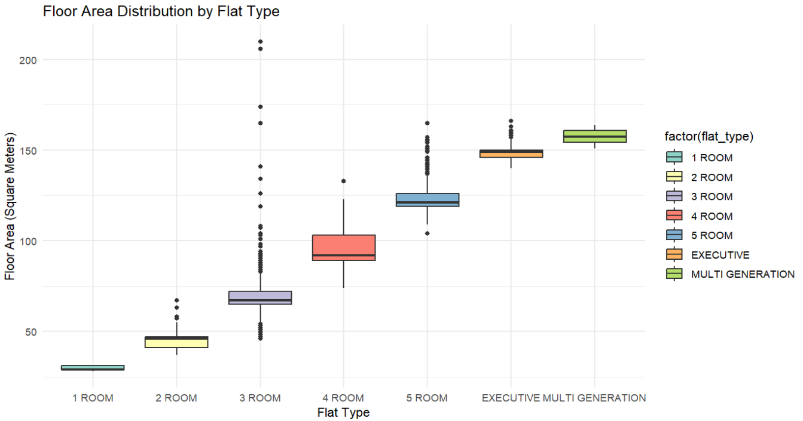 Floor Area Distribution by Flat Type
Floor Area (Square Meters)
200
150
100
50
1 ROOM
2 ROOM
3 ROOM
4 ROOM
5 ROOM
EXECUTIVE
MULTI GENERATION
Flat Type
factor(flat_type)
1 ROOM
2 ROOM
3 ROOM
4 ROOM
5 ROOM
EXECUTIVE
MULTI GENERATION